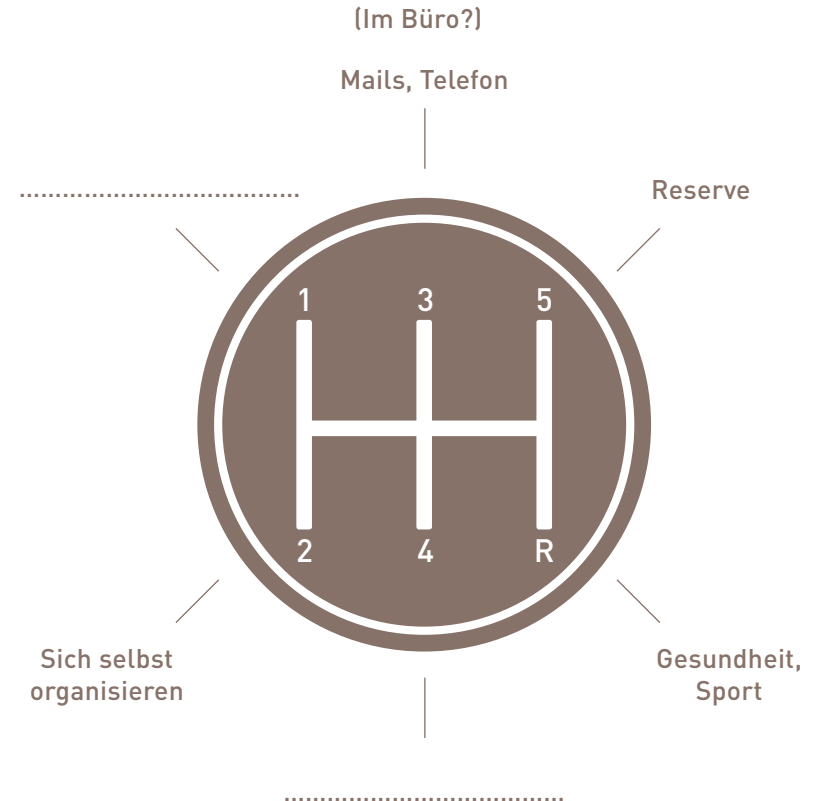 (Im Büro?)
Mails, Telefon
.......................................
Reserve
1 3 5
2 4 R
Sich selbst
organisieren
Gesundheit,
Sport
.......................................